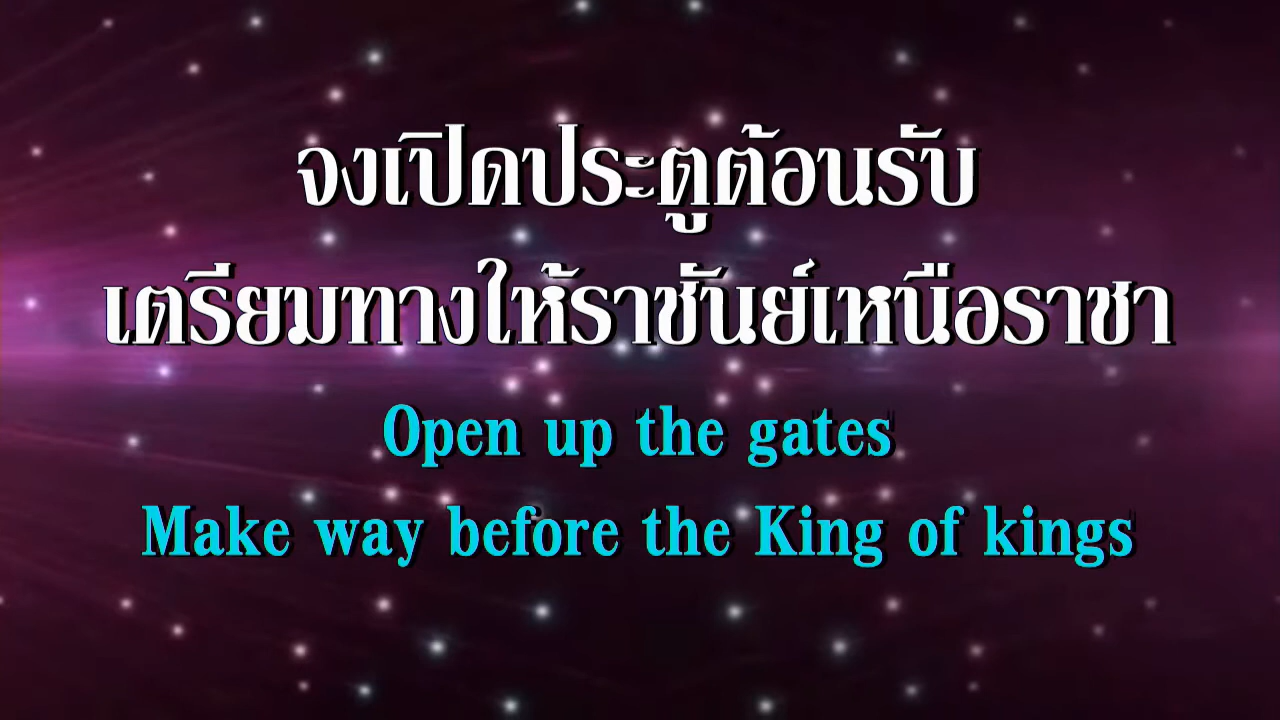 จงเปิดประตูต้อนรับ
เตรียมทางให้ราชันย์เหนือราชา
Open up the gates
Make way before the King of kings